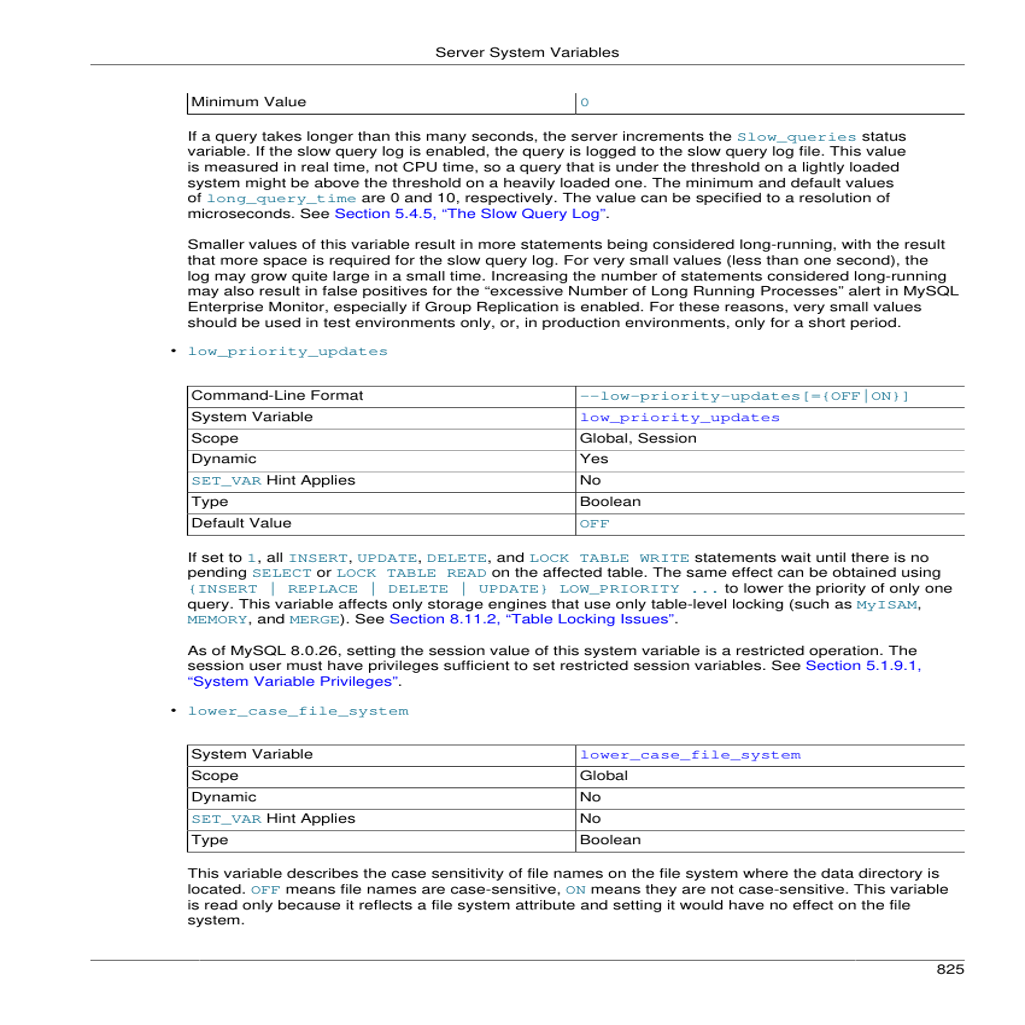 Server System Variables
Minimum Value 0
If a query takes longer than this many seconds, the server increments the Slow_queries status
variable. If the slow query log is enabled, the query is logged to the slow query log file. This value
is measured in real time, not CPU time, so a query that is under the threshold on a lightly loaded
system might be above the threshold on a heavily loaded one. The minimum and default values
of long_query_time are 0 and 10, respectively. The value can be specified to a resolution of
microseconds. See Section 5.4.5, “The Slow Query Log”.
Smaller values of this variable result in more statements being considered long-running, with the result
that more space is required for the slow query log. For very small values (less than one second), the
log may grow quite large in a small time. Increasing the number of statements considered long-running
may also result in false positives for the “excessive Number of Long Running Processes” alert in MySQL
Enterprise Monitor, especially if Group Replication is enabled. For these reasons, very small values
should be used in test environments only, or, in production environments, only for a short period.
• low_priority_updates
Command-Line Format --low-priority-updates[={OFF|ON}]
System Variable low_priority_updates
Scope Global, Session
Dynamic Yes
SET_VAR Hint Applies No
Type Boolean
Default Value OFF
If set to 1, all INSERT, UPDATE, DELETE, and LOCK TABLE WRITE statements wait until there is no
pending SELECT or LOCK TABLE READ on the affected table. The same effect can be obtained using
{INSERT | REPLACE | DELETE | UPDATE} LOW_PRIORITY ... to lower the priority of only one
query. This variable affects only storage engines that use only table-level locking (such as MyISAM,
MEMORY, and MERGE). See Section 8.11.2, “Table Locking Issues”.
As of MySQL 8.0.26, setting the session value of this system variable is a restricted operation. The
session user must have privileges sufficient to set restricted session variables. See Section 5.1.9.1,
“System Variable Privileges”.
• lower_case_file_system
System Variable lower_case_file_system
Scope Global
Dynamic No
SET_VAR Hint Applies No
Type Boolean
This variable describes the case sensitivity of file names on the file system where the data directory is
located. OFF means file names are case-sensitive, ON means they are not case-sensitive. This variable
is read only because it reflects a file system attribute and setting it would have no effect on the file
system.
825